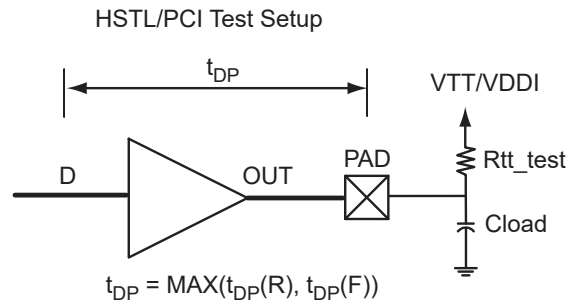 HSTL/PCI Test Setup
tDP
VTT/VDDI
D
OUT
PAD
Rtt_test
Cload
tDP = MAX(tDP(R), tDP(F))